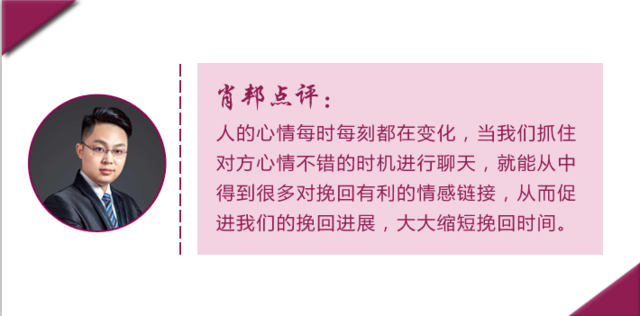 肖邦点评：
人的心情每时每刻都在变化，当我们抓住
对方心情不错的时机进行聊天，就能从中
得到很多对挽回有利的情感链接，从而促
进我们的挽回进展，大大缩短挽回时间。